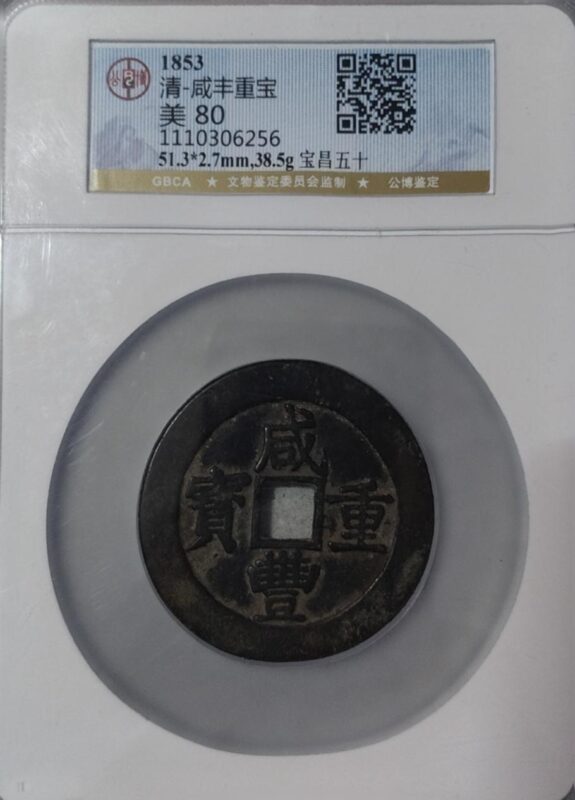 1853
清-咸丰重宝
美 80
1110306256
51.3*2.7mm,38.5g 宝昌五十
GBCA ★ 文物鉴定委员会监制 ★ 公博鉴定
咸
豐
重
寶